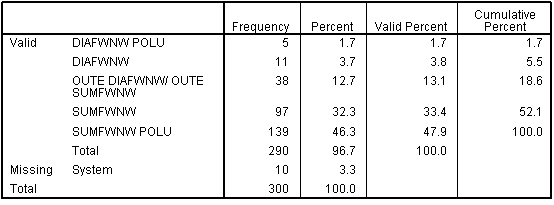 Frequency Percent Valid Percent Cumulative Percent
Valid DIAFWNW POLU 5 1.7 1.7 1.7
DIAFWNW 11 3.7 3.8 5.5
OUTE DIAFWNW/ OUTE
SUMFWNW 38 12.7 13.1 18.6
SUMFWNW 97 32.3 33.4 52.1
SUMFWNW POLU 139 46.3 47.9 100.0
Total 290 96.7 100.0
Missing System 10 3.3
Total 300 100.0